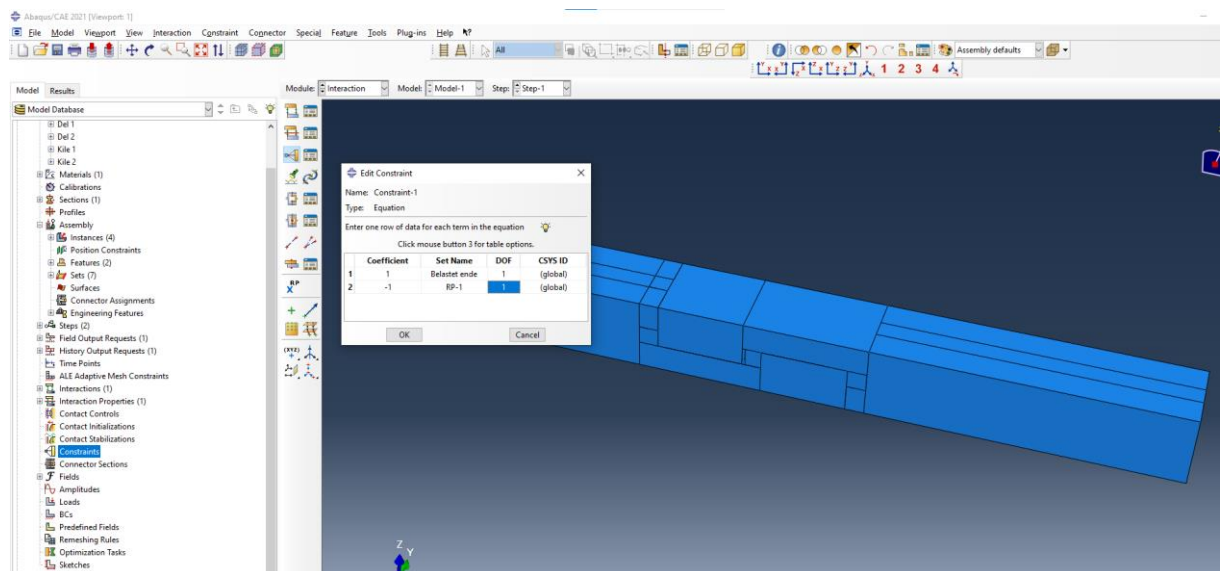 Abaqus/CAE 2021 [Viewport: 1]
File Model Viewport View Interaction Constraint Connector Special Feature Tools Plug-ins Help
All
Assembly defaults
1 2 3 4
Model Results
Module: Interaction Model: Model-1 Step: Step-1
Model Database
Del 1
Del 2
Kile 1
Kile 2
Materials (1)
Calibrations
Sections (1)
Profiles
Assembly
Instances (4)
Position Constraints
Features (2)
Sets (7)
Surfaces
Connector Assignments
Engineering Features
Steps (2)
Field Output Requests (1)
History Output Requests (1)
Time Points
ALE Adaptive Mesh Constraints
Interactions (1)
Interaction Properties (1)
Contact Controls
Contact Initializations
Contact Stabilizations
Constraints
Connector Sections
Fields
Amplitudes
Loads
BCs
Predefined Fields
Remeshing Rules
Optimization Tasks
Sketches
RP
(XYZ)
Edit Constraint
Name: Constraint-1
Type: Equation
Enter one row of data for each term in the equation
Click mouse button 3 for table options.
Coefficient Set Name DOF CSYS ID
1 1 Belastet ende 1 (global)
2 -1 RP-1 1 (global)
OK Cancel
Z
Y